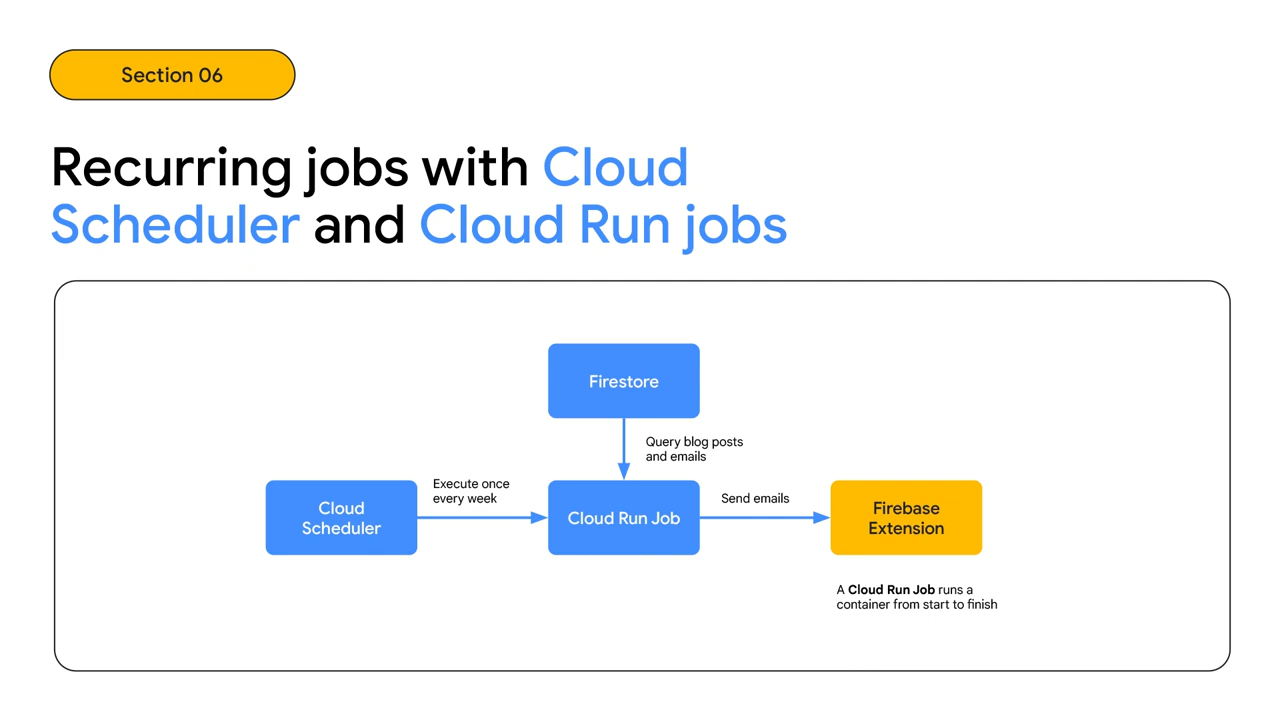 Section 06
Recurring jobs with Cloud
Scheduler and Cloud Run jobs
Firestore
Query blog posts
and emails
Cloud
Scheduler
Execute once
every week
Cloud Run Job
Send emails
Firebase
Extension
A Cloud Run Job runs a
container from start to finish